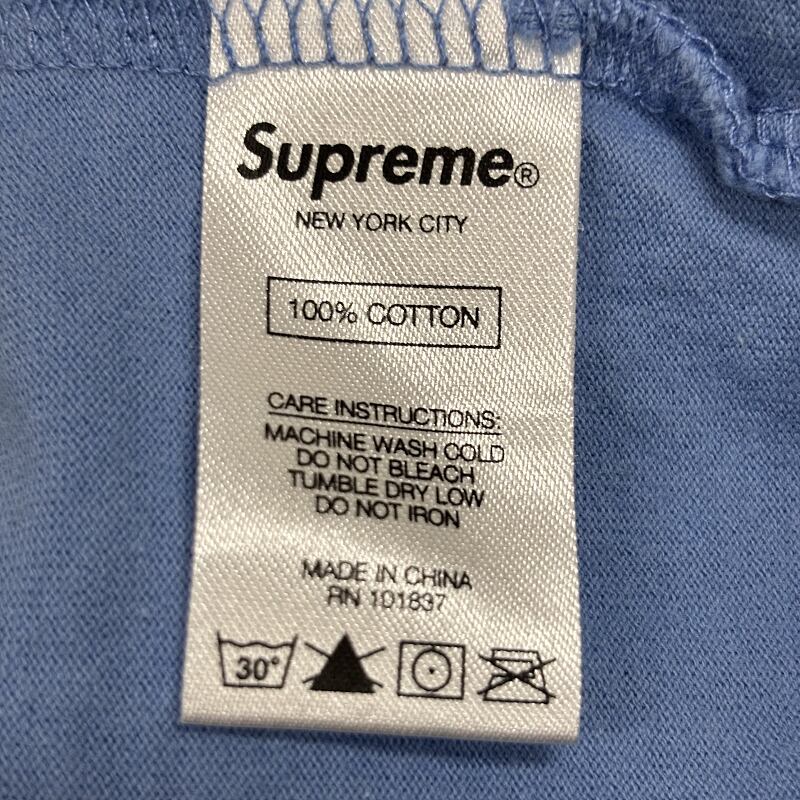 Supreme®
NEW YORK CITY
100% COTTON
CARE INSTRUCTIONS:
MACHINE WASH COLD
DO NOT BLEACH
TUMBLE DRY LOW
DO NOT IRON
MADE IN CHINA
RN 101837
30°